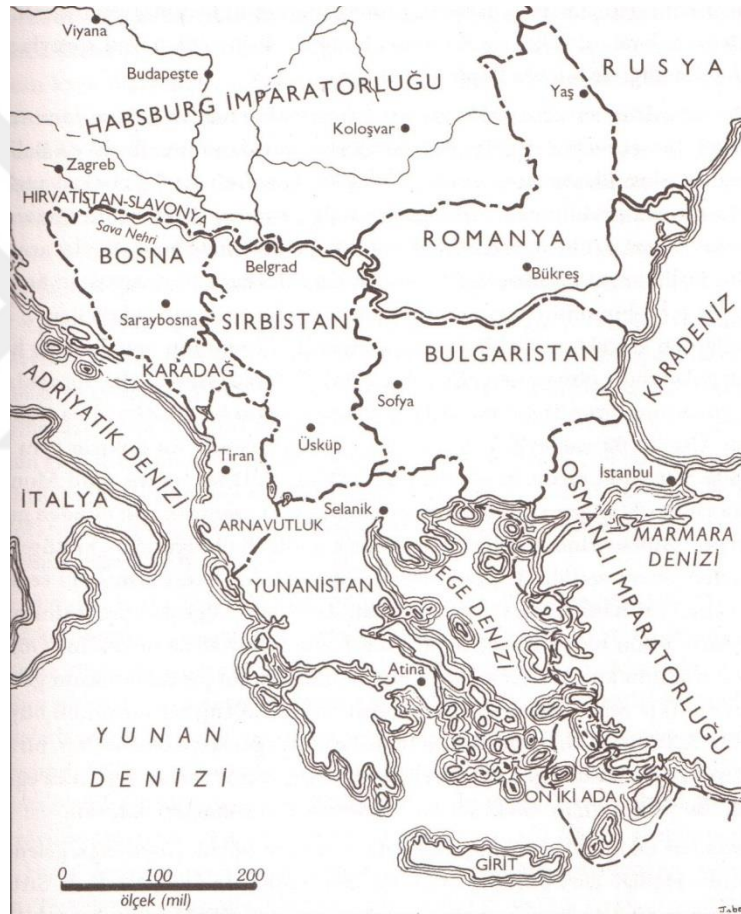 Viyana
RUSYA
Budapeşte
Yaş
HABSBURG İMPARATORLUĞU
Koloşvar
Zagreb
HIRVATİSTAN-SLAVONYA
Sava Nehri
ROMANYA
BOSNA
Belgrad
Bükreş
Saraybosna
SIRBİSTAN
KARADENİZ
BULGARİSTAN
KARADAĞ
Sofya
ADRİYATİK DENİZİ
Üsküp
Tiran
İstanbul
İTALYA
Selanik
OSMANLI İMPARATORLUĞU
ARNAVUTLUK
MARMARA
DENİZİ
YUNANİSTAN
EGE DENİZİ
Atina
YUNAN
DENİZİ
ON İKİ ADA
GİRİT
0 100 200
ölçek (mil)